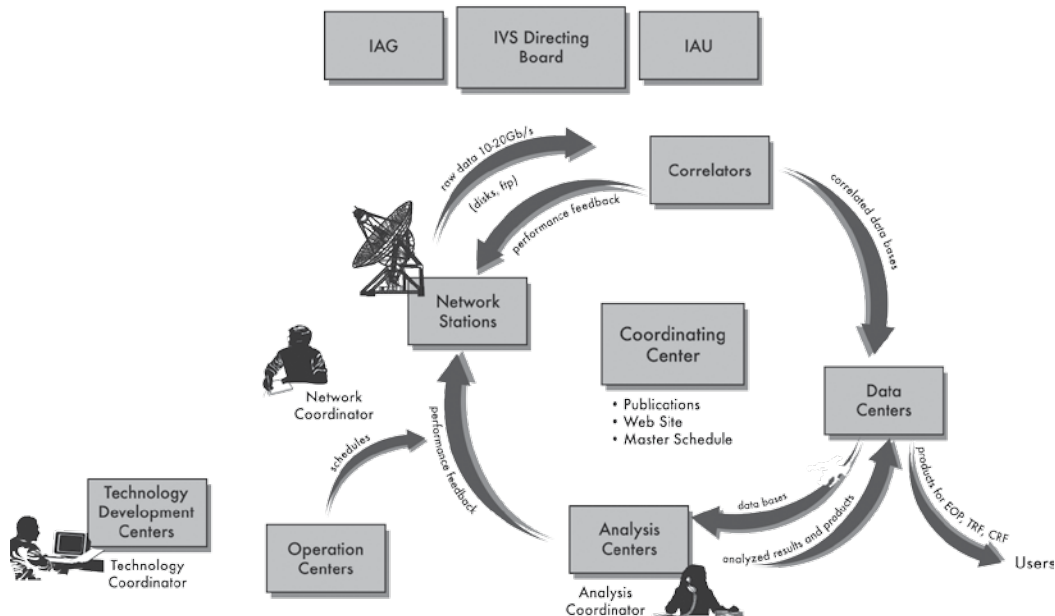 IAG
IVS Directing
Board
IAU
raw data 10-20Gb/s
(disks, ftp)
performance feedback
Correlators
correlated data bases
Network
Stations
Coordinating
Center
• Publications
• Web Site
• Master Schedule
Network
Coordinator
Data
Centers
schedules
performance feedback
Technology
Development
Centers
Technology
Coordinator
Operation
Centers
data bases
Analysis
Centers
analyzed results and products
products for EOP, TRF, CRF
Users
Analysis
Coordinator